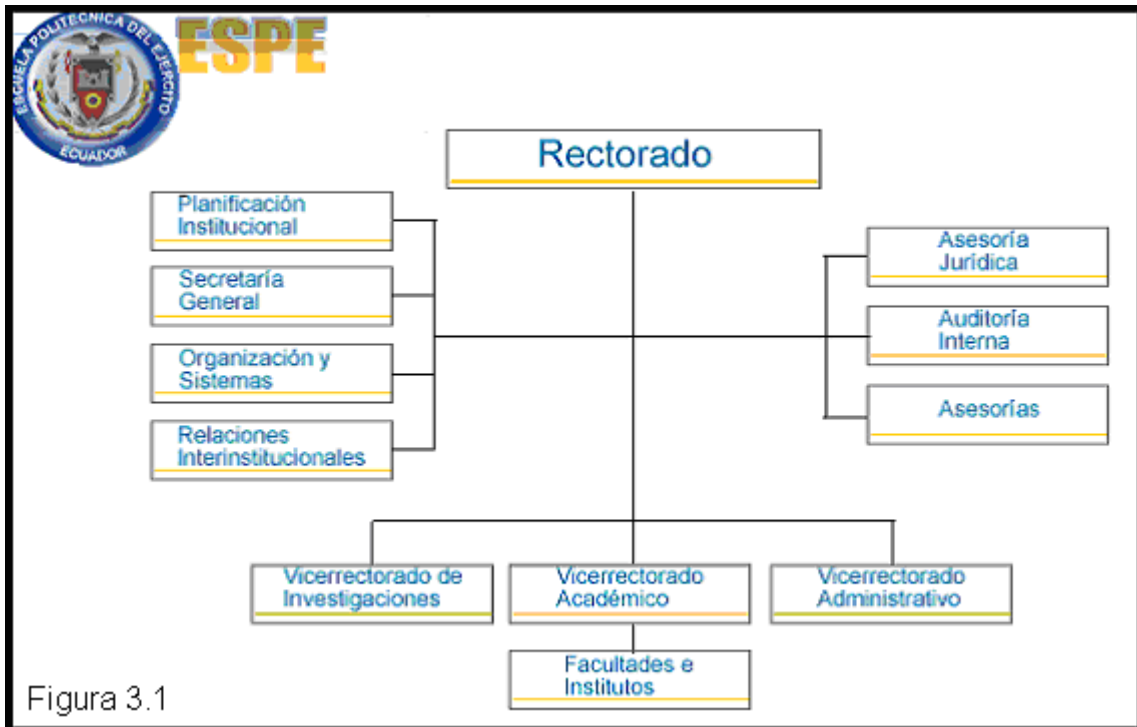 ESCUELA POLITECNICA DEL EJERCITO
ECUADOR
ESPE
Rectorado
Planificación
Institucional
Secretaría
General
Organización y
Sistemas
Relaciones
Interinstitucionales
Asesoría
Jurídica
Auditoría
Interna
Asesorías
Vicerrectorado de
Investigaciones
Vicerrectorado
Académico
Vicerrectorado
Administrativo
Facultades e
Institutos
Figura 3.1